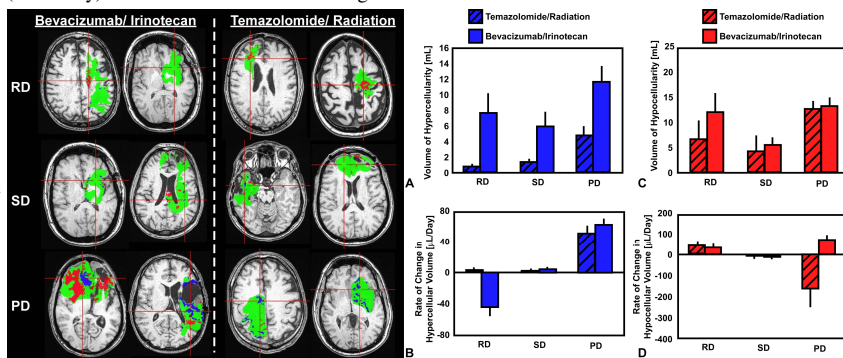 Bevacizumab/ Irinotecan
Temazolomide/ Radiation
RD
SD
PD
Temazolomide/Radiation
Bevacizumab/Irinotecan
Volume of Hypercellularity [mL]
16
14
12
10
8
6
4
2
0
RD SD PD
A
Temazolomide/Radiation
Bevacizumab/Irinotecan
Volume of Hypocellularity [mL]
25
20
15
10
5
0
RD SD PD
C
Rate of Change in
Hypercellular Volume [µL/Day]
80
40
0
-40
-80
RD SD PD
B
Rate of Change in
Hypocellular Volume [µL/Day]
200
100
0
-100
-200
-300
-400
RD SD PD
D